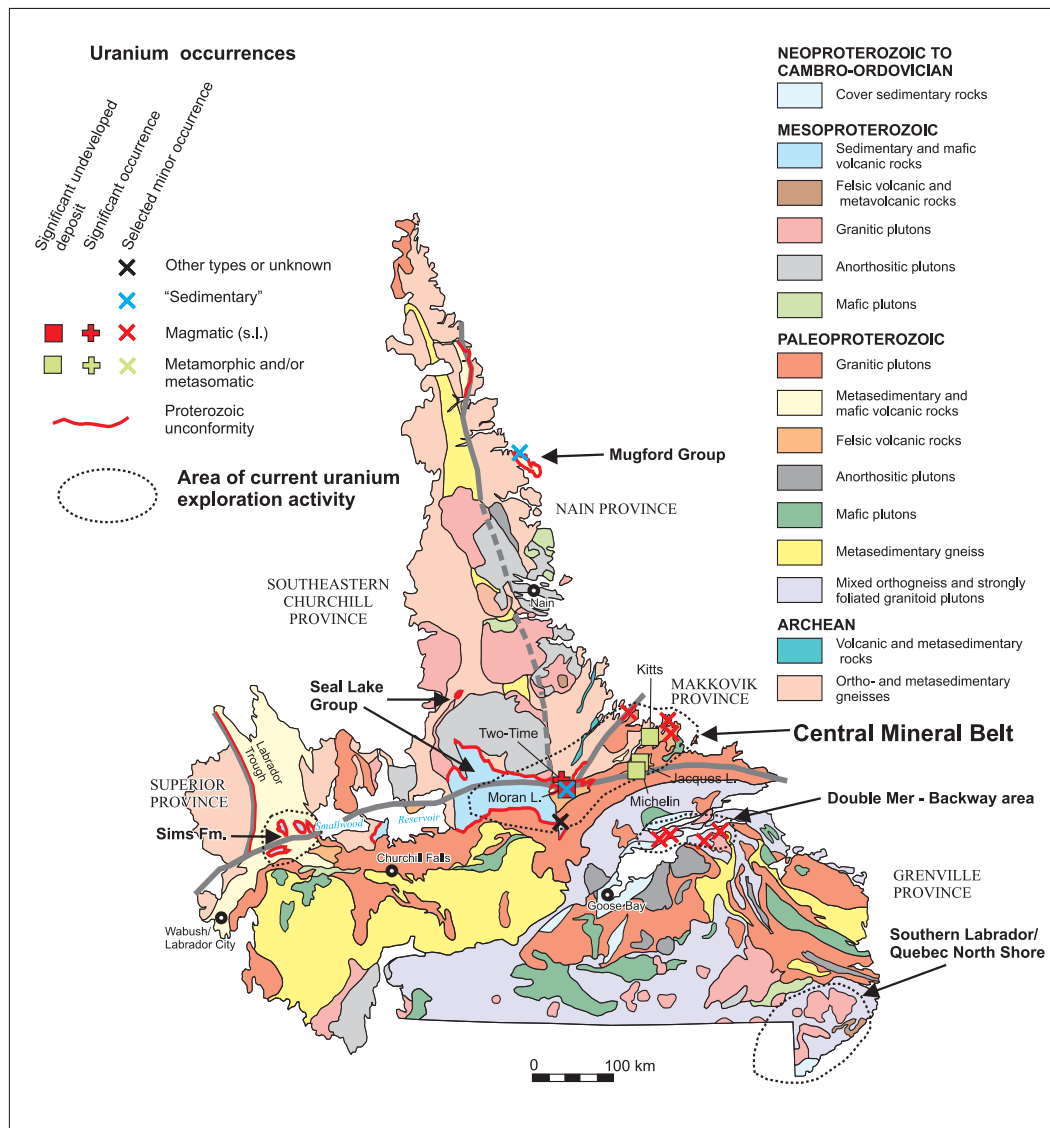 Uranium occurrences
Significant undeveloped
deposit
Significant occurrence
Selected minor occurrence
Other types or unknown
“Sedimentary”
Magmatic (s.l.)
Metamorphic and/or
metasomatic
Proterozoic
unconformity
Area of current uranium
exploration activity
NEOPROTEROZOIC TO
CAMBRO-ORDOVICIAN
Cover sedimentary rocks
MESOPROTEROZOIC
Sedimentary and mafic
volcanic rocks
Felsic volcanic and
metavolcanic rocks
Granitic plutons
Anorthositic plutons
Mafic plutons
PALEOPROTEROZOIC
Granitic plutons
Metasedimentary and
mafic volcanic rocks
Felsic volcanic rocks
Anorthositic plutons
Mafic plutons
Metasedimentary gneiss
Mixed orthogneiss and strongly
foliated granitoid plutons
ARCHEAN
Volcanic and metasedimentary
rocks
Ortho- and metasedimentary
gneisses
Mugford Group
NAIN PROVINCE
SOUTHEASTERN
CHURCHILL
PROVINCE
Nain
Kitts
MAKKOVIK
PROVINCE
Seal Lake
Group
Two-Time
Central Mineral Belt
Labrador
Trough
SUPERIOR
PROVINCE
Moran L.
Jacques L.
Michelin
Double Mer - Backway area
Smallwood
Reservoir
Sims Fm.
Churchill Falls
GRENVILLE
PROVINCE
Goose Bay
Wabush/
Labrador City
Southern Labrador/
Quebec North Shore
0
100 km